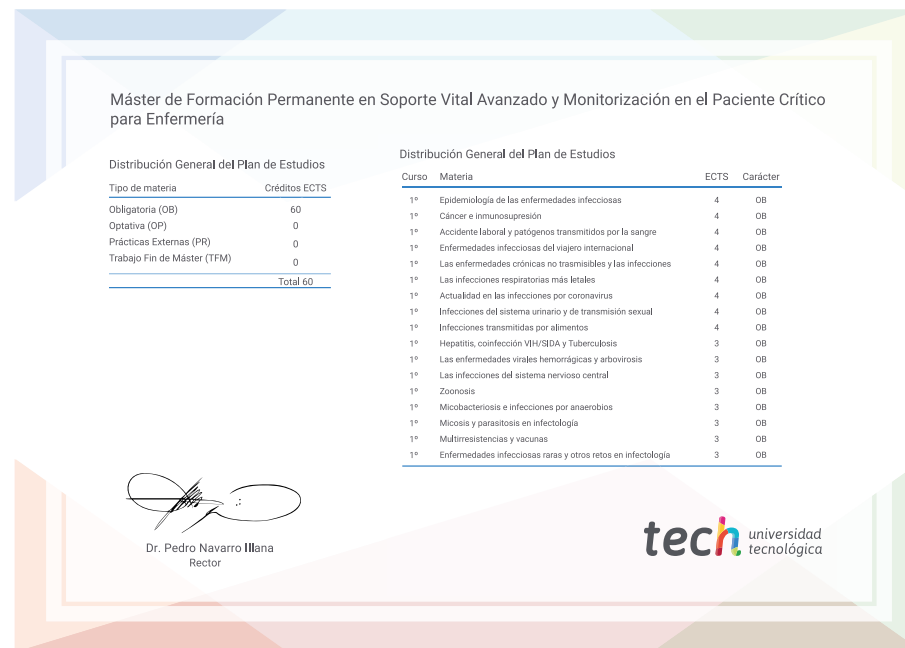 Máster de Formación Permanente en Soporte Vital Avanzado y Monitorización en el Paciente Crítico
para Enfermería
Distribución General del Plan de Estudios
Tipo de materia Créditos ECTS
Obligatoria (OB) 60
Optativa (OP) 0
Prácticas Externas (PR) 0
Trabajo Fin de Máster (TFM) 0
Total 60
Distribución General del Plan de Estudios
Curso Materia ECTS Carácter
1º Epidemiología de las enfermedades infecciosas 4 OB
1º Cáncer e inmunosupresión 4 OB
1º Accidente laboral y patógenos transmitidos por la sangre 4 OB
1º Enfermedades infecciosas del viajero internacional 4 OB
1º Las enfermedades crónicas no trasmisibles y las infecciones 4 OB
1º Las infecciones respiratorias más letales 4 OB
1º Actualidad en las infecciones por coronavirus 4 OB
1º Infecciones del sistema urinario y de transmisión sexual 4 OB
1º Infecciones transmitidas por alimentos 4 OB
1º Hepatitis, coinfección VIH/SIDA y Tuberculosis 3 OB
1º Las enfermedades virales hemorrágicas y arbovirosis 3 OB
1º Las infecciones del sistema nervioso central 3 OB
1º Zoonosis 3 OB
1º Micobacteriosis e infecciones por anaerobios 3 OB
1º Micosis y parasitosis en infectología 3 OB
1º Multirresistencias y vacunas 3 OB
1º Enfermedades infecciosas raras y otros retos en infectología 3 OB
Dr. Pedro Navarro Illana
Rector
tech universidad
tecnológica